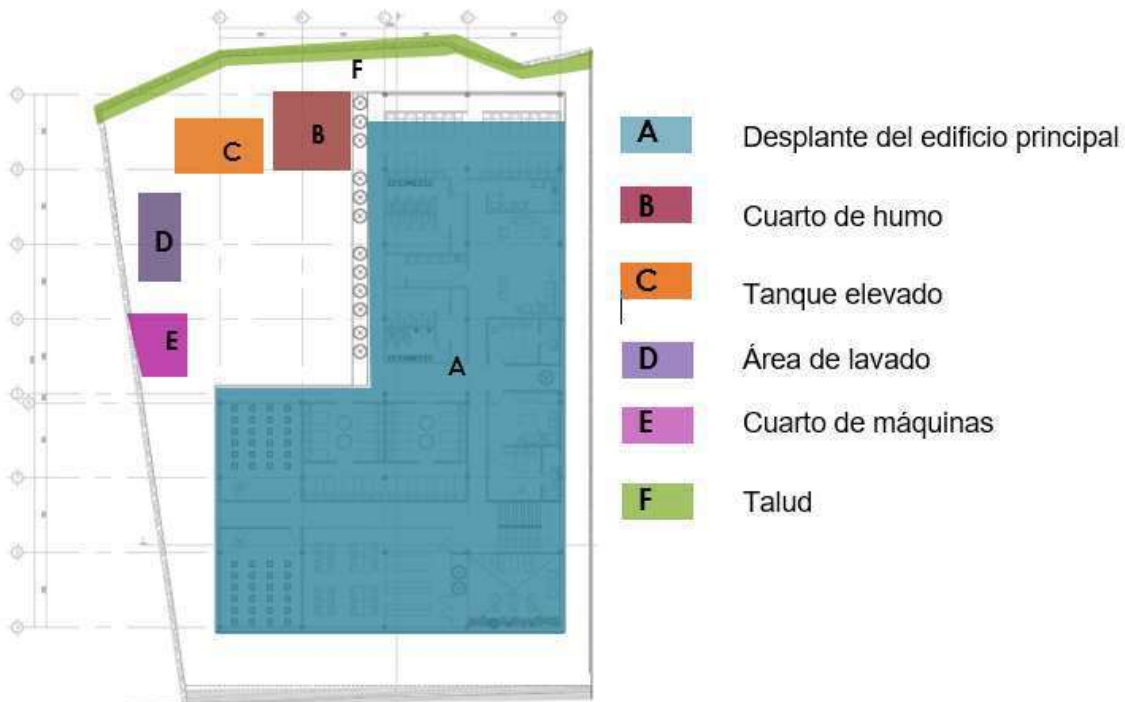 F
B
C
D
E
A
A Desplante del edificio principal
B Cuarto de humo
C Tanque elevado
D Área de lavado
E Cuarto de máquinas
F Talud